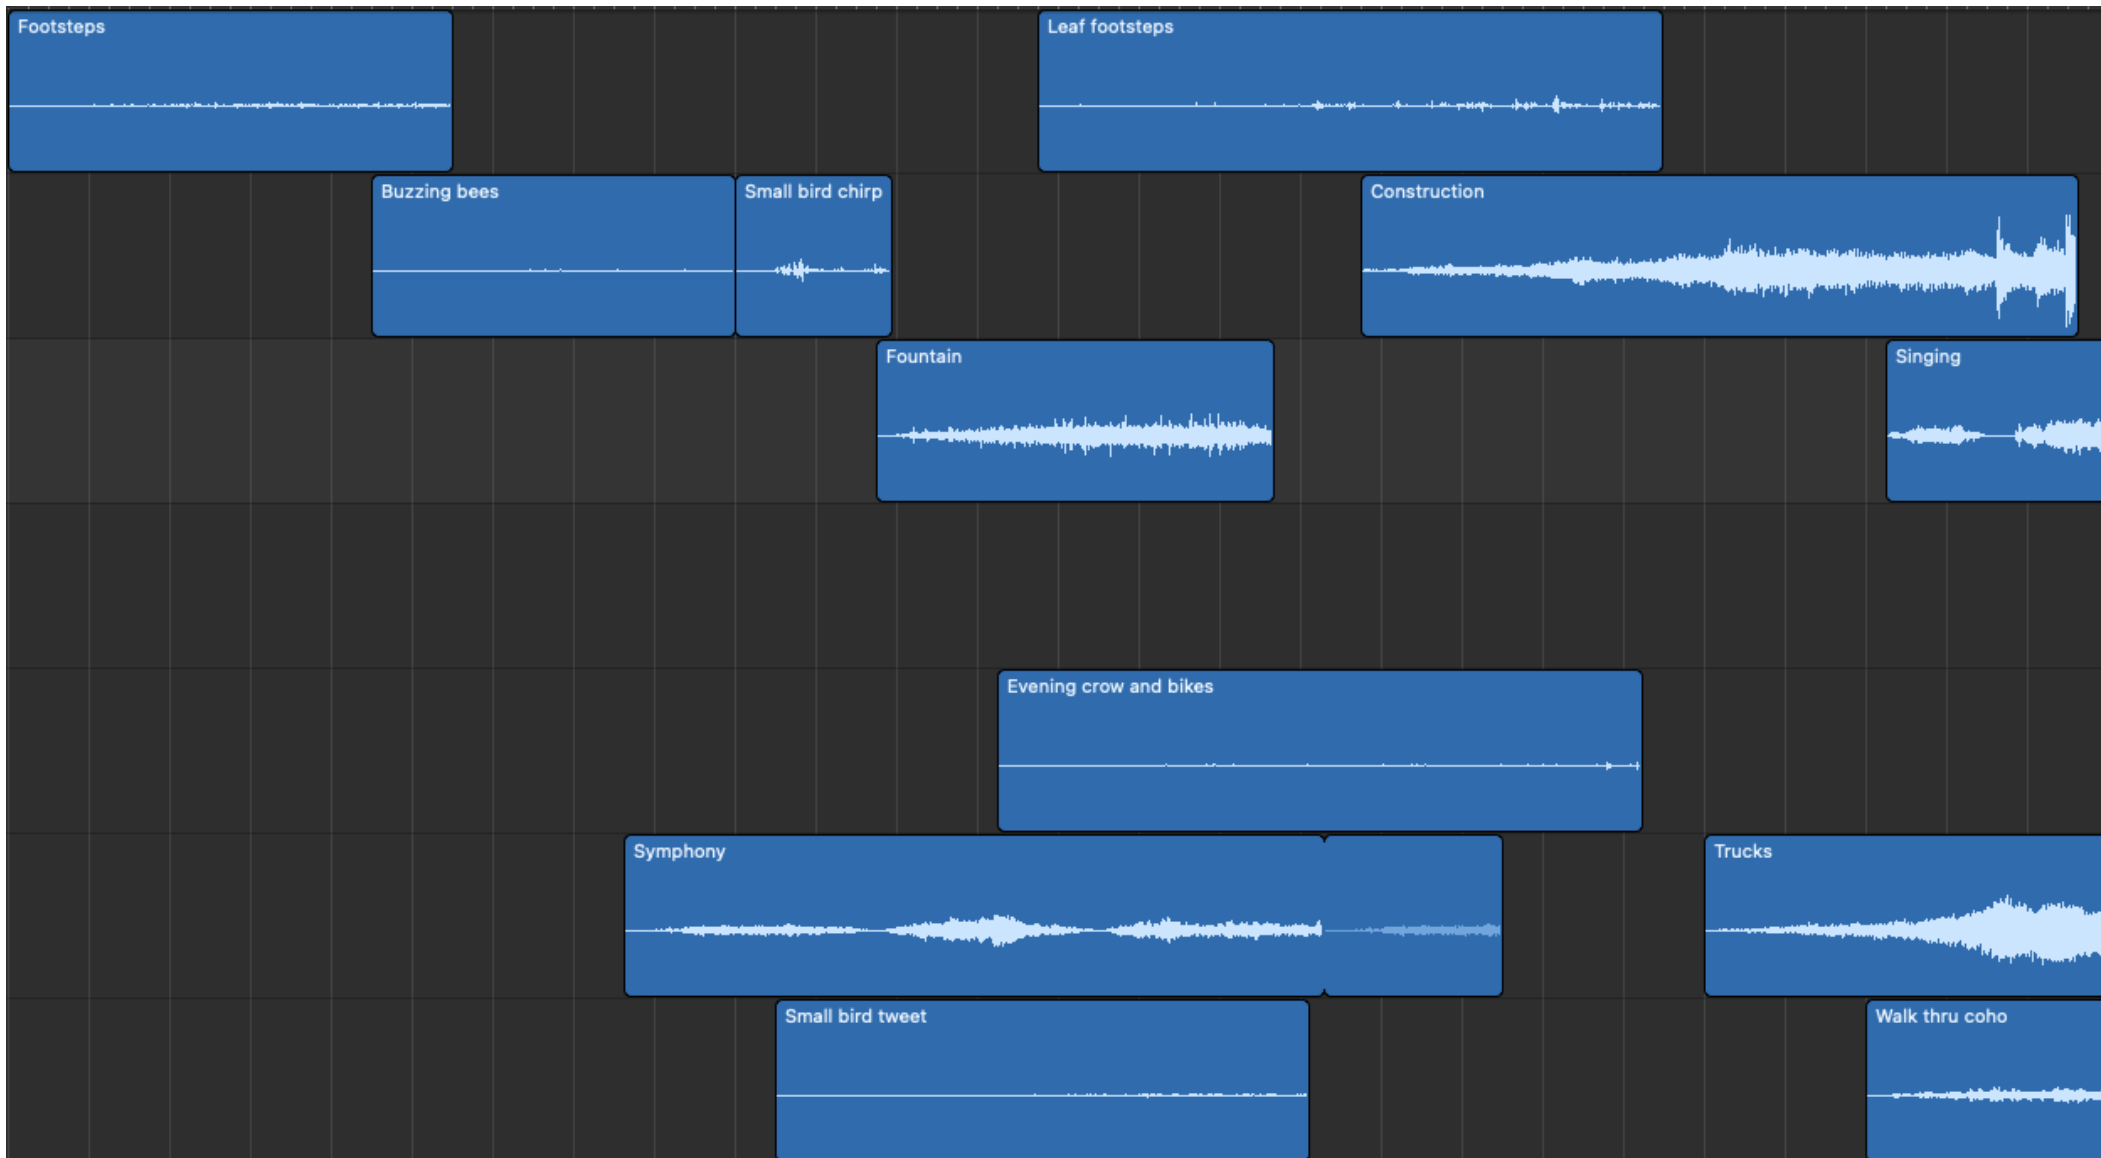 Footsteps
Leaf footsteps
Buzzing bees
Small bird chirp
Construction
Fountain
Singing
Evening crow and bikes
Symphony
Trucks
Small bird tweet
Walk thru coho